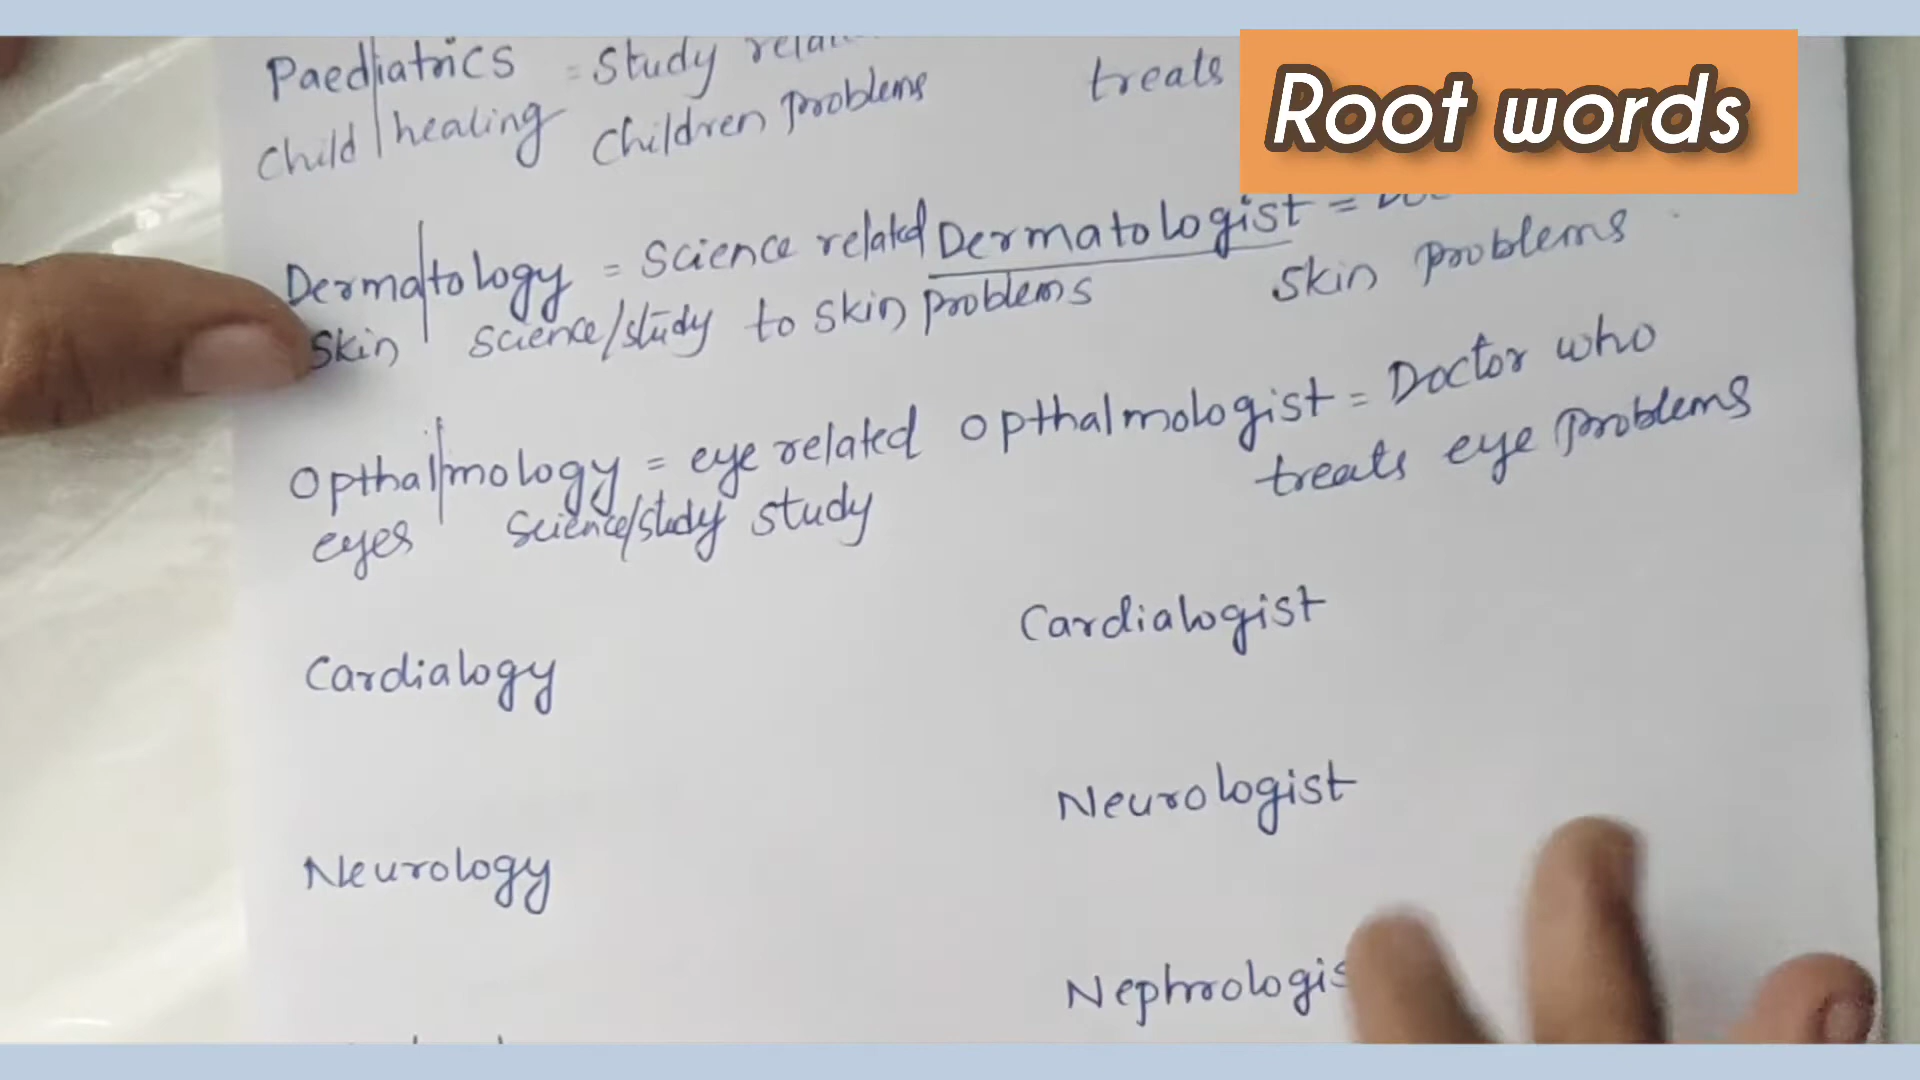 Root words
Paediatrics = study
treats
child healing children problems
Dermatology = science related Dermatologist =
skin science/study to skin problems
skin problems
Opthalmology = eye related Opthalmologist = Doctor who
eyes science/study study
treats eye problems
Cardialogy
Cardialogist
Neurologist
Neurology
Nephrologis